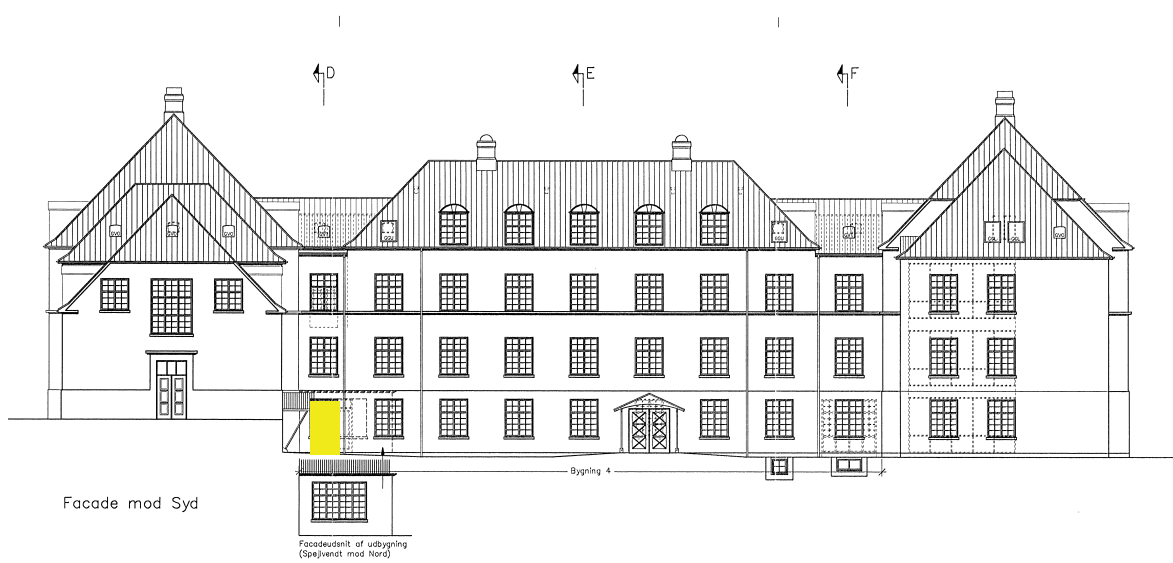 D
E
F
Bygning 4
Facade mod Syd
Facadeudsnit af udbygning
(Spejlvendt mod Nord)